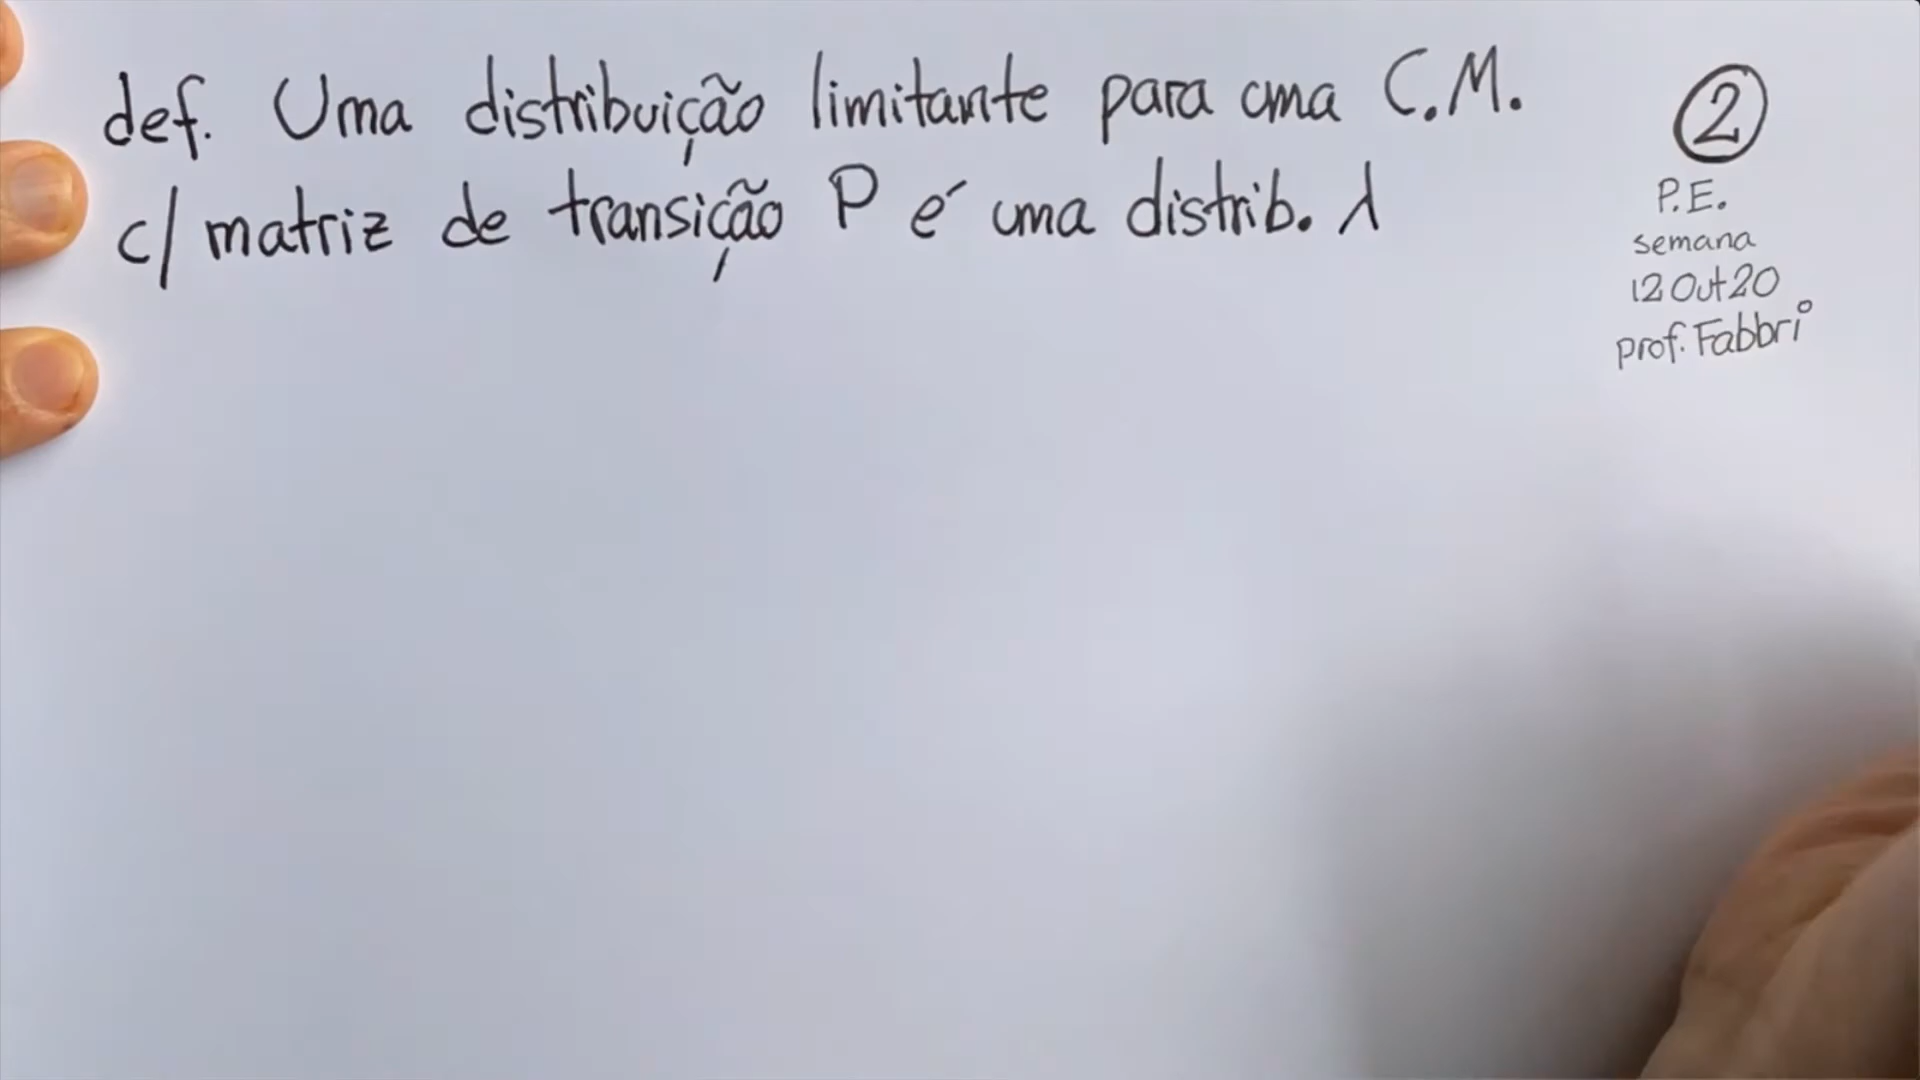 def. Uma distribuição limitante para uma C.M.
c/ matriz de transição P é uma distrib. λ
2
P.E.
semana
12 Out 20
prof. Fabbri